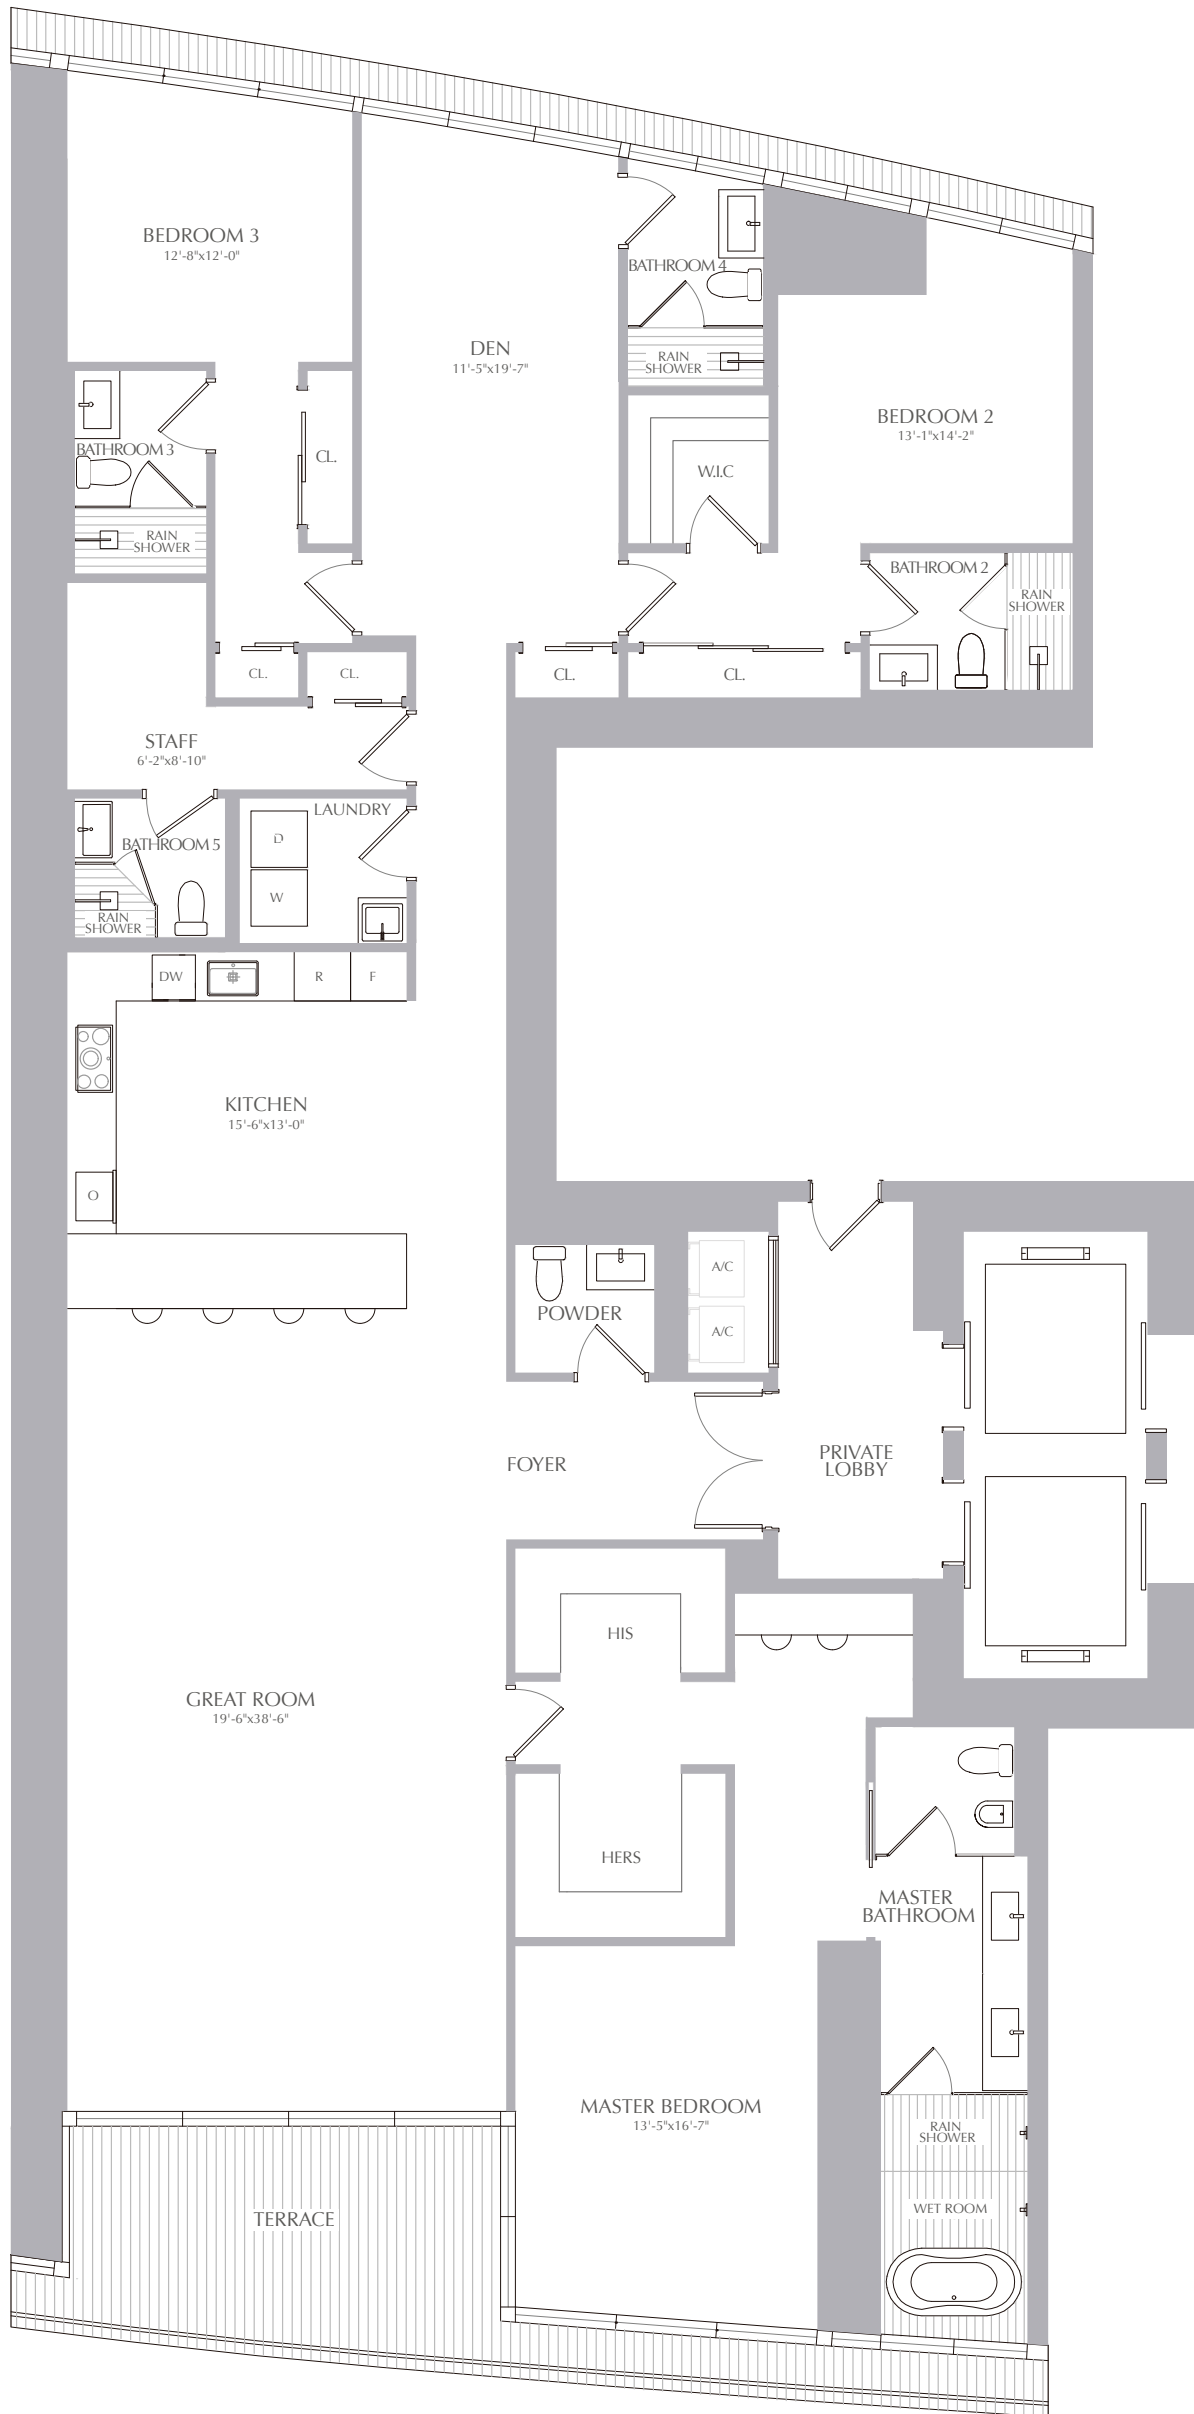 BEDROOM 3
12'-8"x12'-0"
BATHROOM 4
DEN
11'-5"x19'-7"
RAIN
SHOWER
BEDROOM 2
13'-1"x14'-2"
BATHROOM 3
CL.
W.I.C
RAIN
SHOWER
BATHROOM 2
RAIN
SHOWER
CL.
CL.
CL.
CL.
STAFF
6'-2"x8'-10"
LAUNDRY
D
BATHROOM 5
W
RAIN
SHOWER
DW
R
F
KITCHEN
15'-6"x13'-0"
O
A/C
POWDER
A/C
FOYER
PRIVATE
LOBBY
HIS
GREAT ROOM
19'-6"x38'-6"
HERS
MASTER
BATHROOM
MASTER BEDROOM
13'-5"x16'-7"
RAIN
SHOWER
WET ROOM
TERRACE